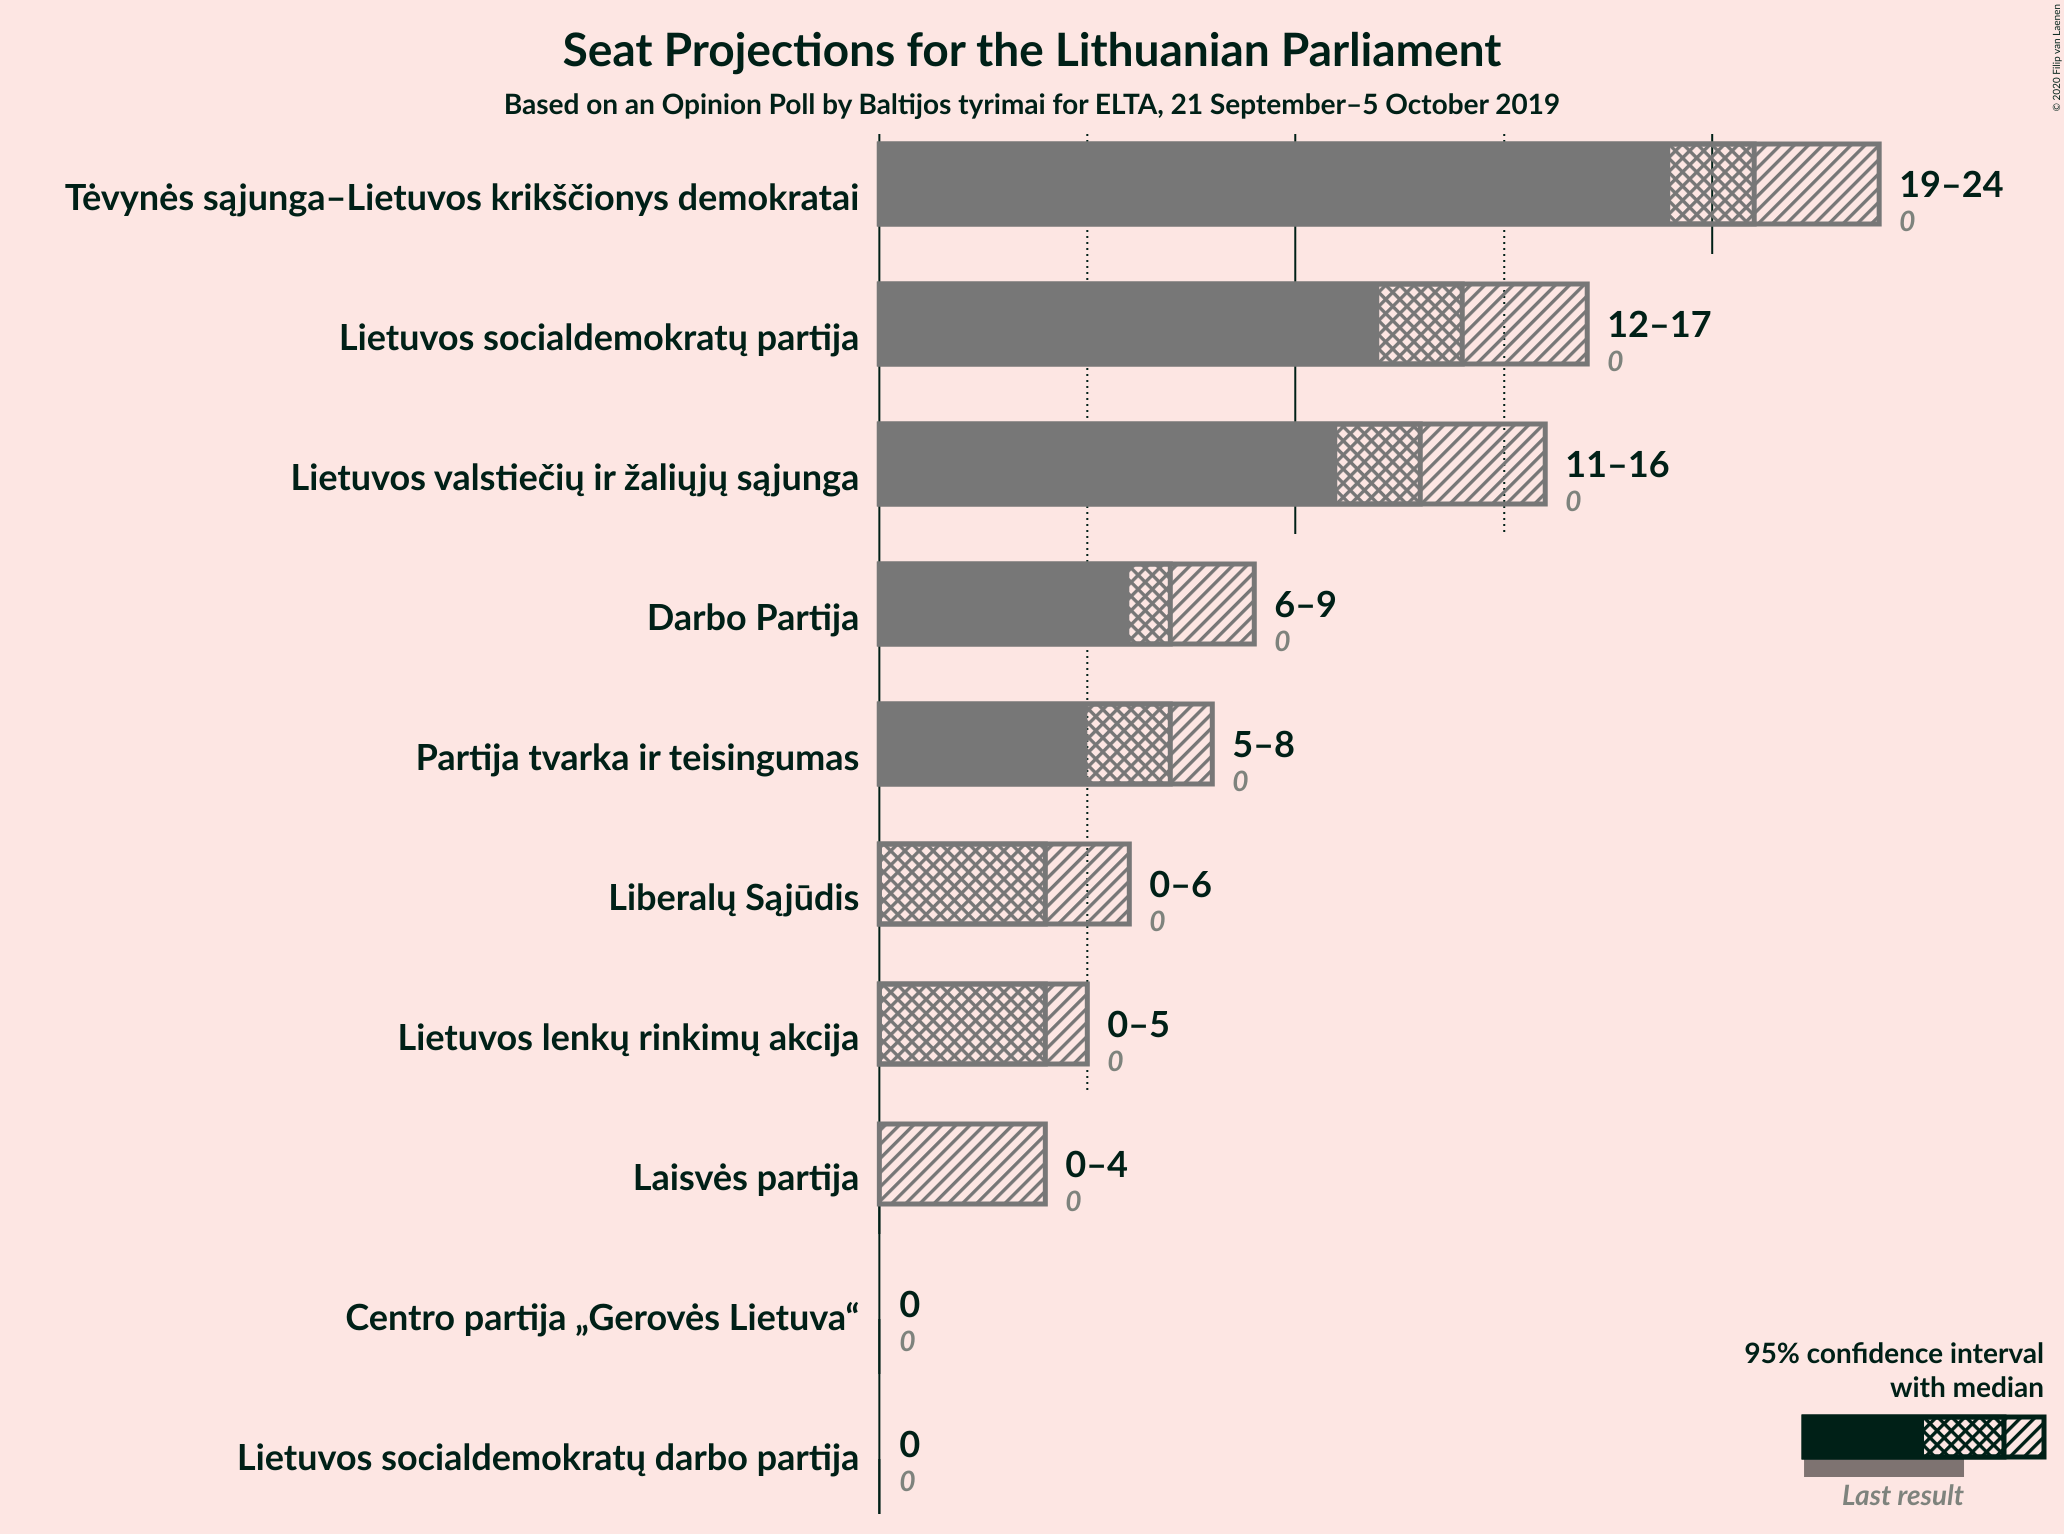 Seat Projections for the Lithuanian Parliament
Based on an Opinion Poll by Baltijos tyrimai for ELTA, 21 September–5 October 2019
© 2020 Filip van Laenen
Tėvynės sąjunga–Lietuvos krikščionys demokratai
19–24
0
Lietuvos socialdemokratų partija
12–17
0
Lietuvos valstiečių ir žaliųjų sąjunga
11–16
0
Darbo Partija
6–9
0
Partija tvarka ir teisingumas
5–8
0
Liberalų Sąjūdis
0–6
0
Lietuvos lenkų rinkimų akcija
0–5
0
Laisvės partija
0–4
0
Centro partija „Gerovės Lietuva“
0
0
Lietuvos socialdemokratų darbo partija
0
0
95% confidence interval
with median
Last result